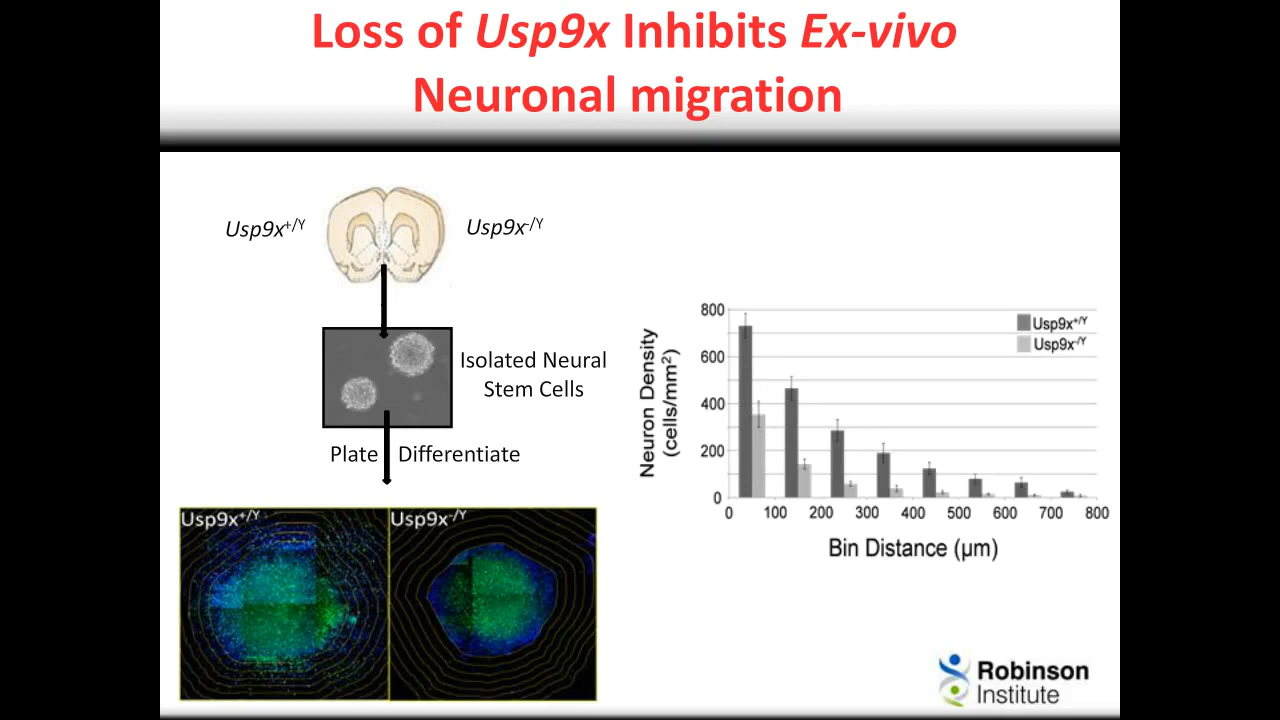 Loss of Usp9x Inhibits Ex-vivo
Neuronal migration
Usp9x+/Y
Usp9x-/Y
Isolated Neural
Stem Cells
Plate
Differentiate
Usp9x+/Y
Usp9x-/Y
Neuron Density
(cells/mm²)
800
600
400
200
0
Usp9x+/Y
Usp9x-/Y
0 100 200 300 400 500 600 700 800
Bin Distance (µm)
Robinson
Institute